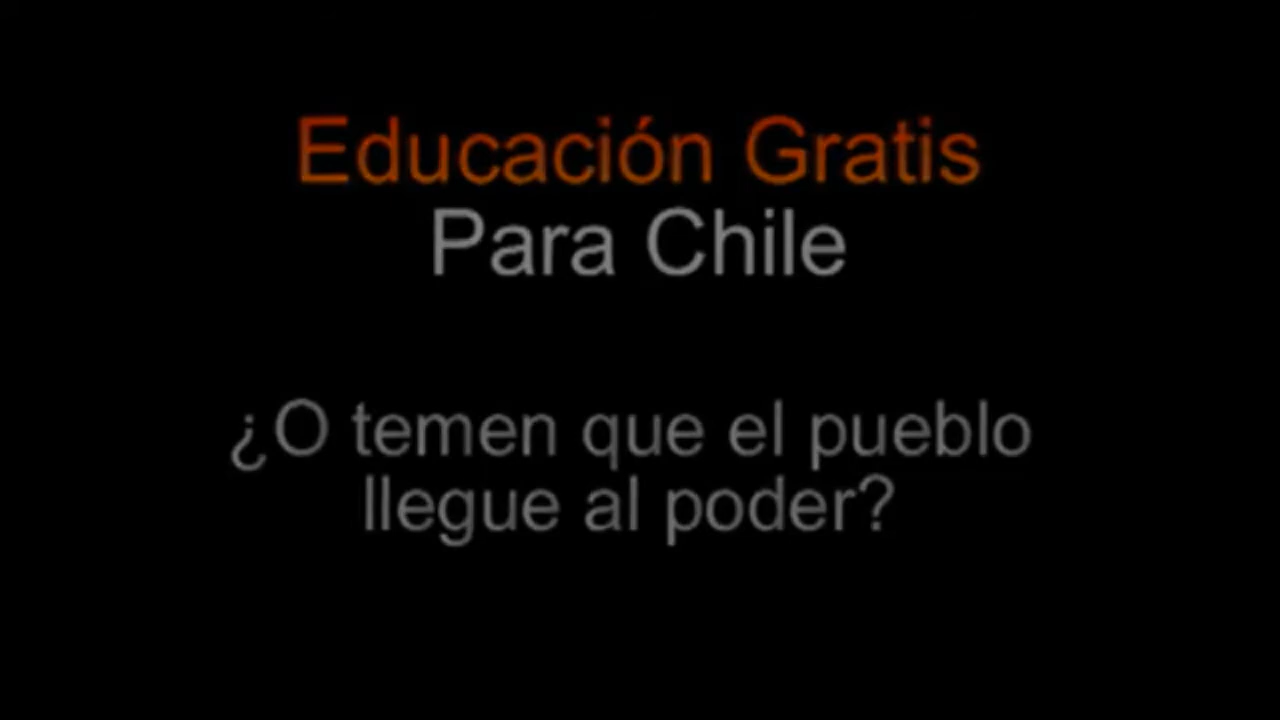 Educación Gratis
Para Chile
¿O temen que el pueblo
llegue al poder?